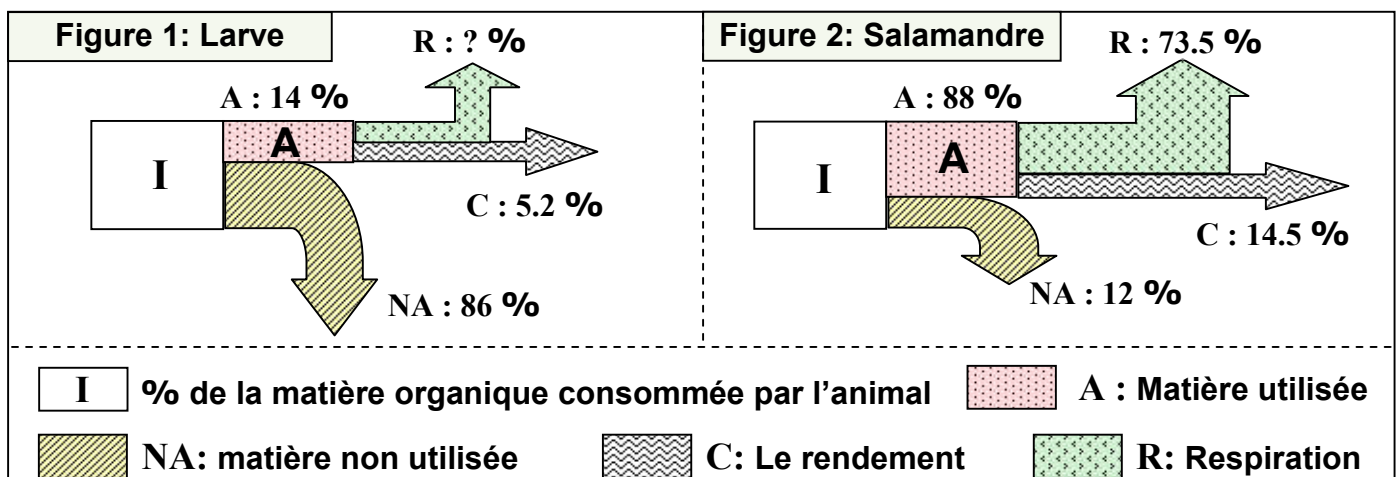 Figure 1: Larve
R : ? %
A : 14 %
I
A
C : 5.2 %
NA : 86 %
Figure 2: Salamandre
R : 73.5 %
A : 88 %
I
A
C : 14.5 %
NA : 12 %
I % de la matière organique consommée par l’animal A : Matière utilisée
NA: matière non utilisée C: Le rendement R: Respiration